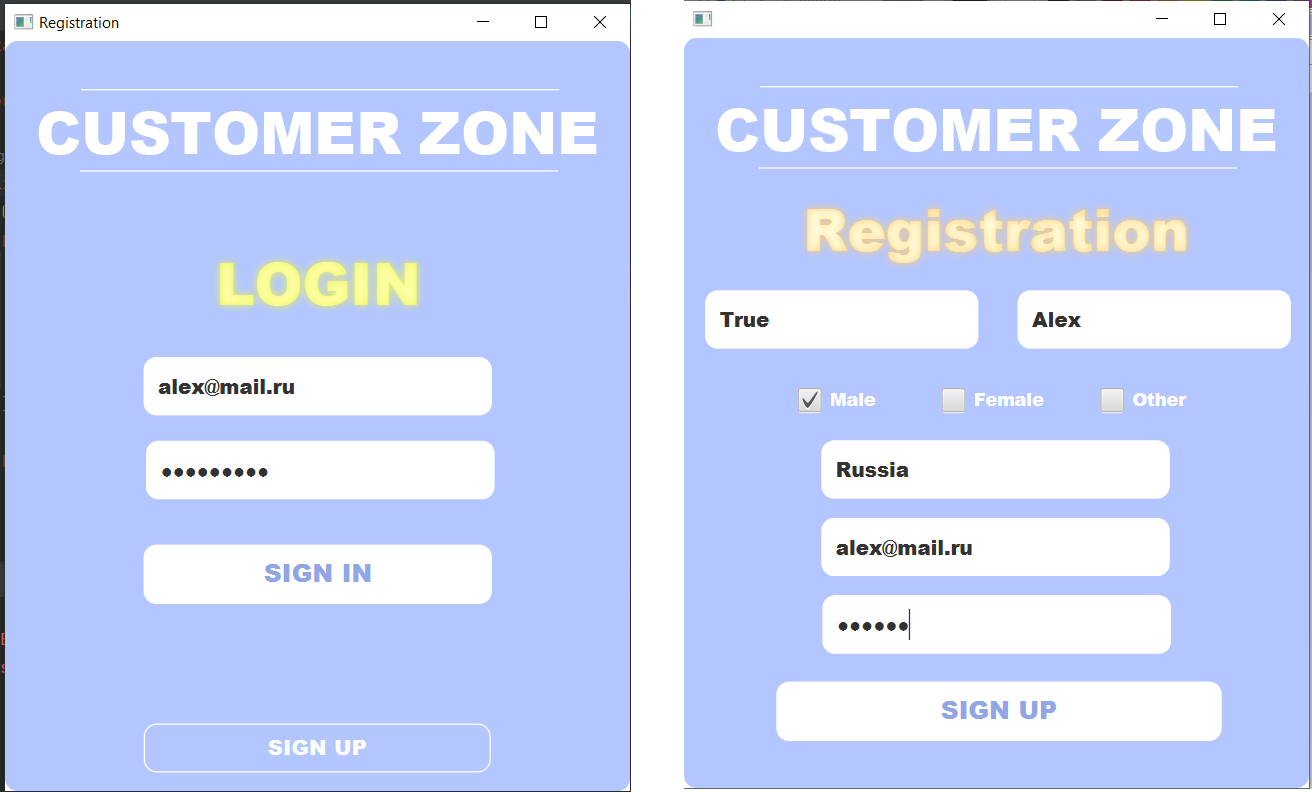 Registration
CUSTOMER ZONE
LOGIN
alex@mail.ru
•••••••••
SIGN IN
SIGN UP
CUSTOMER ZONE
Registration
True Alex
Male Female Other
Russia
alex@mail.ru
••••••
SIGN UP